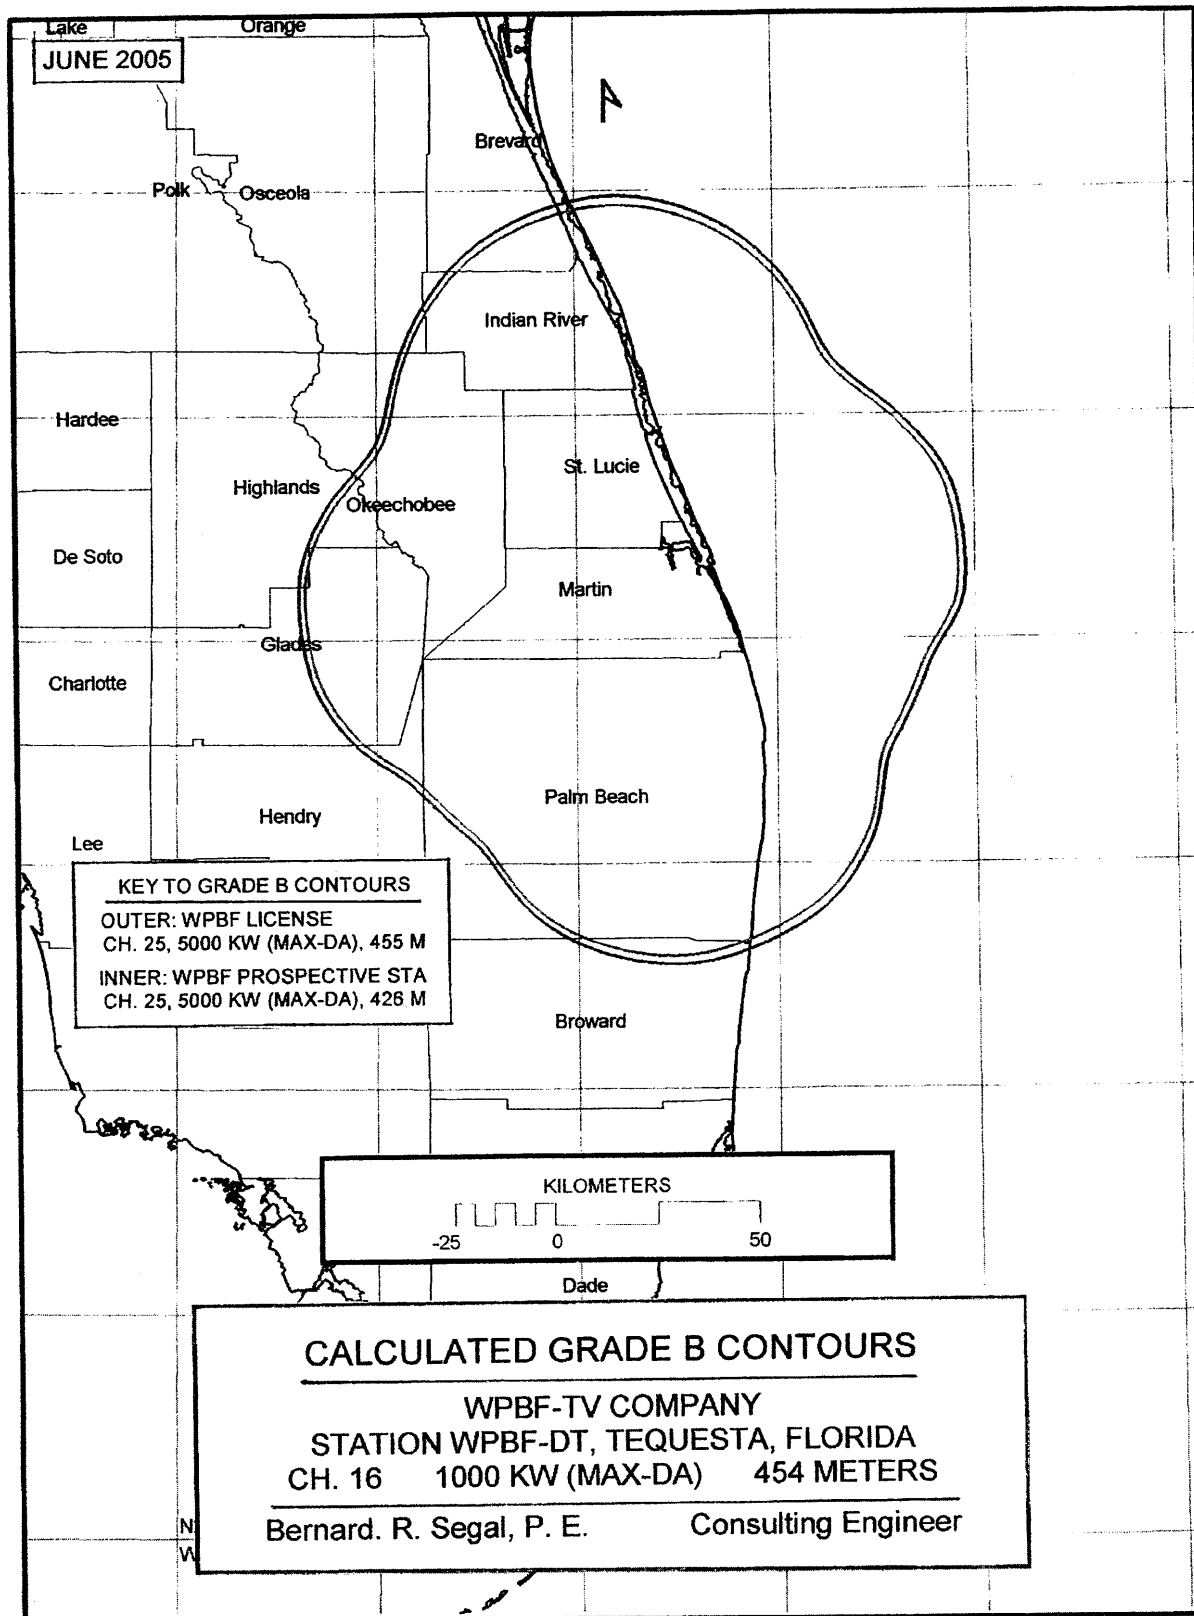 Lake
Orange
JUNE 2005
Brevard
Polk
Osceola
Indian River
Hardee
St. Lucie
Highlands
Okeechobee
De Soto
Martin
Glades
Charlotte
Palm Beach
Hendry
Lee
KEY TO GRADE B CONTOURS
OUTER: WPBF LICENSE
CH. 25, 5000 KW (MAX-DA), 455 M
INNER: WPBF PROSPECTIVE STA
CH. 25, 5000 KW (MAX-DA), 426 M
Broward
KILOMETERS
-25 0 50
Dade
CALCULATED GRADE B CONTOURS
WPBF-TV COMPANY
STATION WPBF-DT, TEQUESTA, FLORIDA
CH. 16 1000 KW (MAX-DA) 454 METERS
Bernard. R. Segal, P. E. Consulting Engineer
N
W